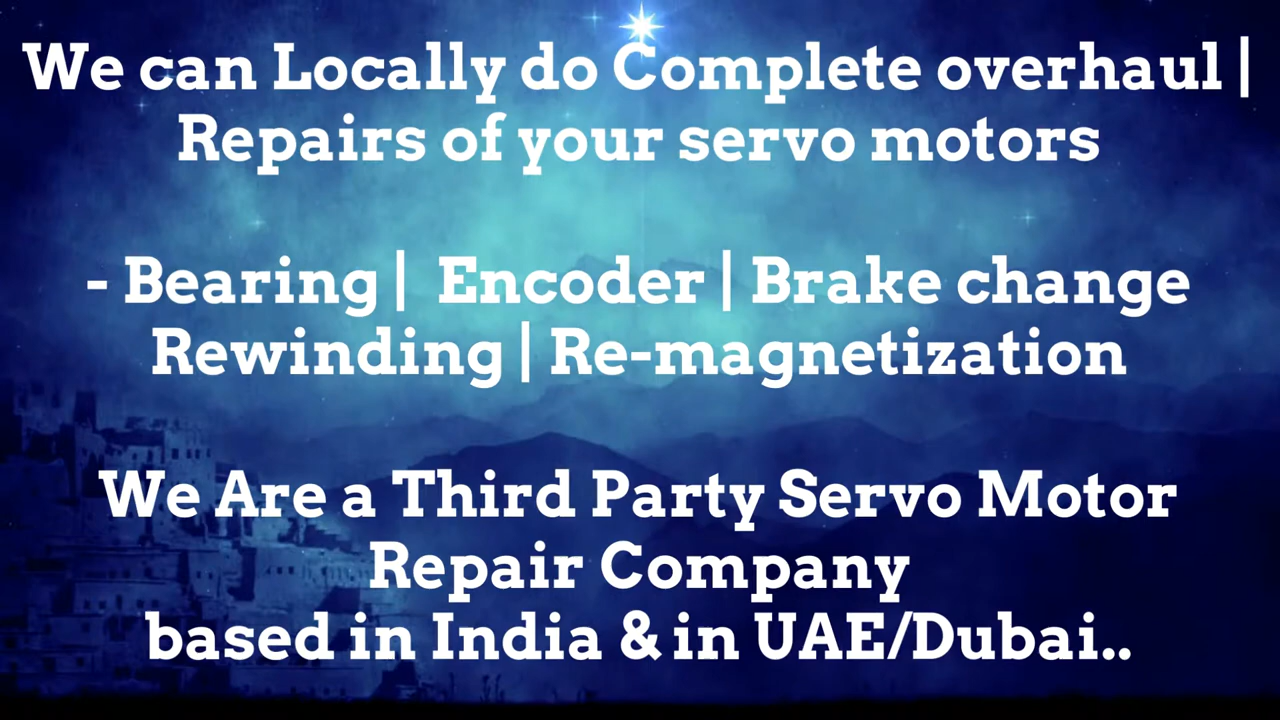 We can Locally do Complete overhaul |
Repairs of your servo motors
- Bearing | Encoder | Brake change
Rewinding | Re-magnetization
We Are a Third Party Servo Motor
Repair Company
based in India & in UAE/Dubai..